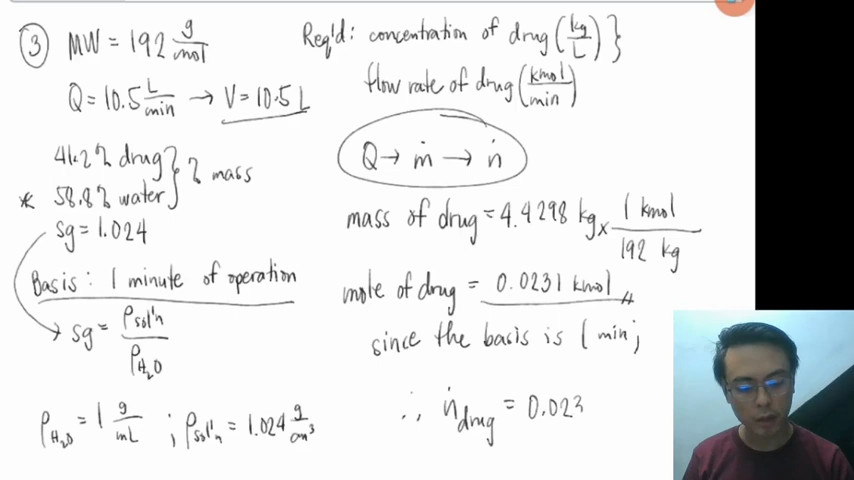 ③ MW = 192 g/mol
Q = 10.5 L/min → V = 10.5 L
41.2% drug } % mass
* 58.8% water
sg = 1.024
Basis: 1 minute of operation
→ sg = ρsol'n / ρH₂O
ρH₂O = 1 g/mL ; ρsol'n = 1.024 g/cm³
Req'd: concentration of drug (kg/L) }
flow rate of drug (kmol/min)
Q → ṁ → ṅ
mass of drug = 4.4298 kg × 1 kmol / 192 kg
mole of drug = 0.0231 kmol //
since the basis is 1 min;
∴ ṅdrug = 0.023